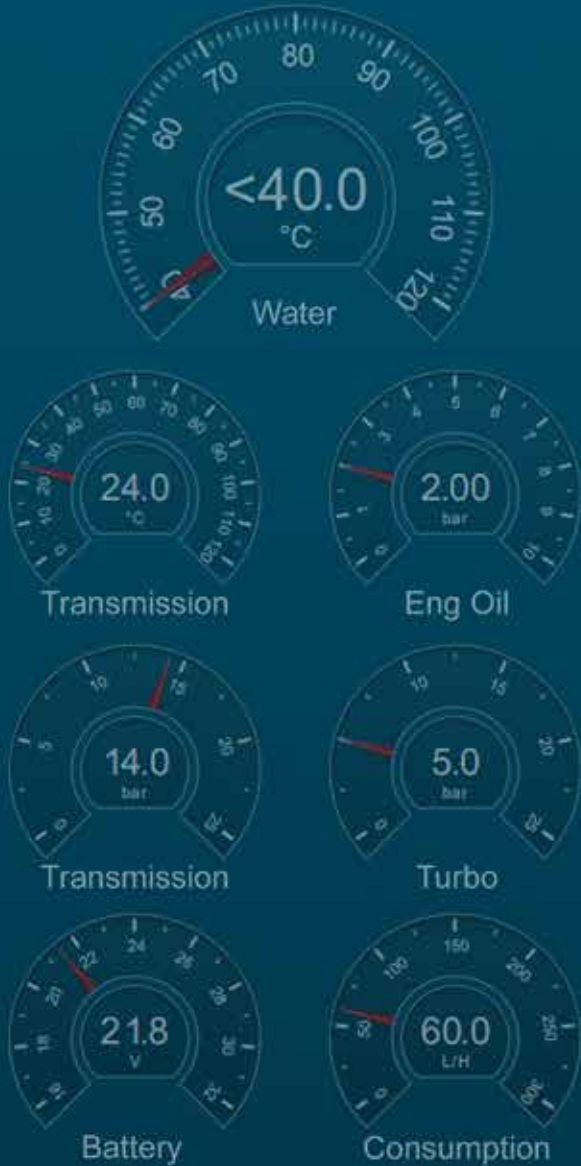 40 50 60 70 80 90 100 110 120
<40.0
°C
Water
0 10 20 30 40 50 60 70 80 90 100 110 120
24.0
°C
Transmission
0 1 3 4 5 6 7 8 9 10
2.00
bar
Eng Oil
0 5 10 15 20 25
14.0
bar
Transmission
0 10 15 20 25
5.0
bar
Turbo
16 18 20 22 24 26 28 30 32
21.8
V
Battery
0 50 100 150 200 250 300
60.0
L/H
Consumption